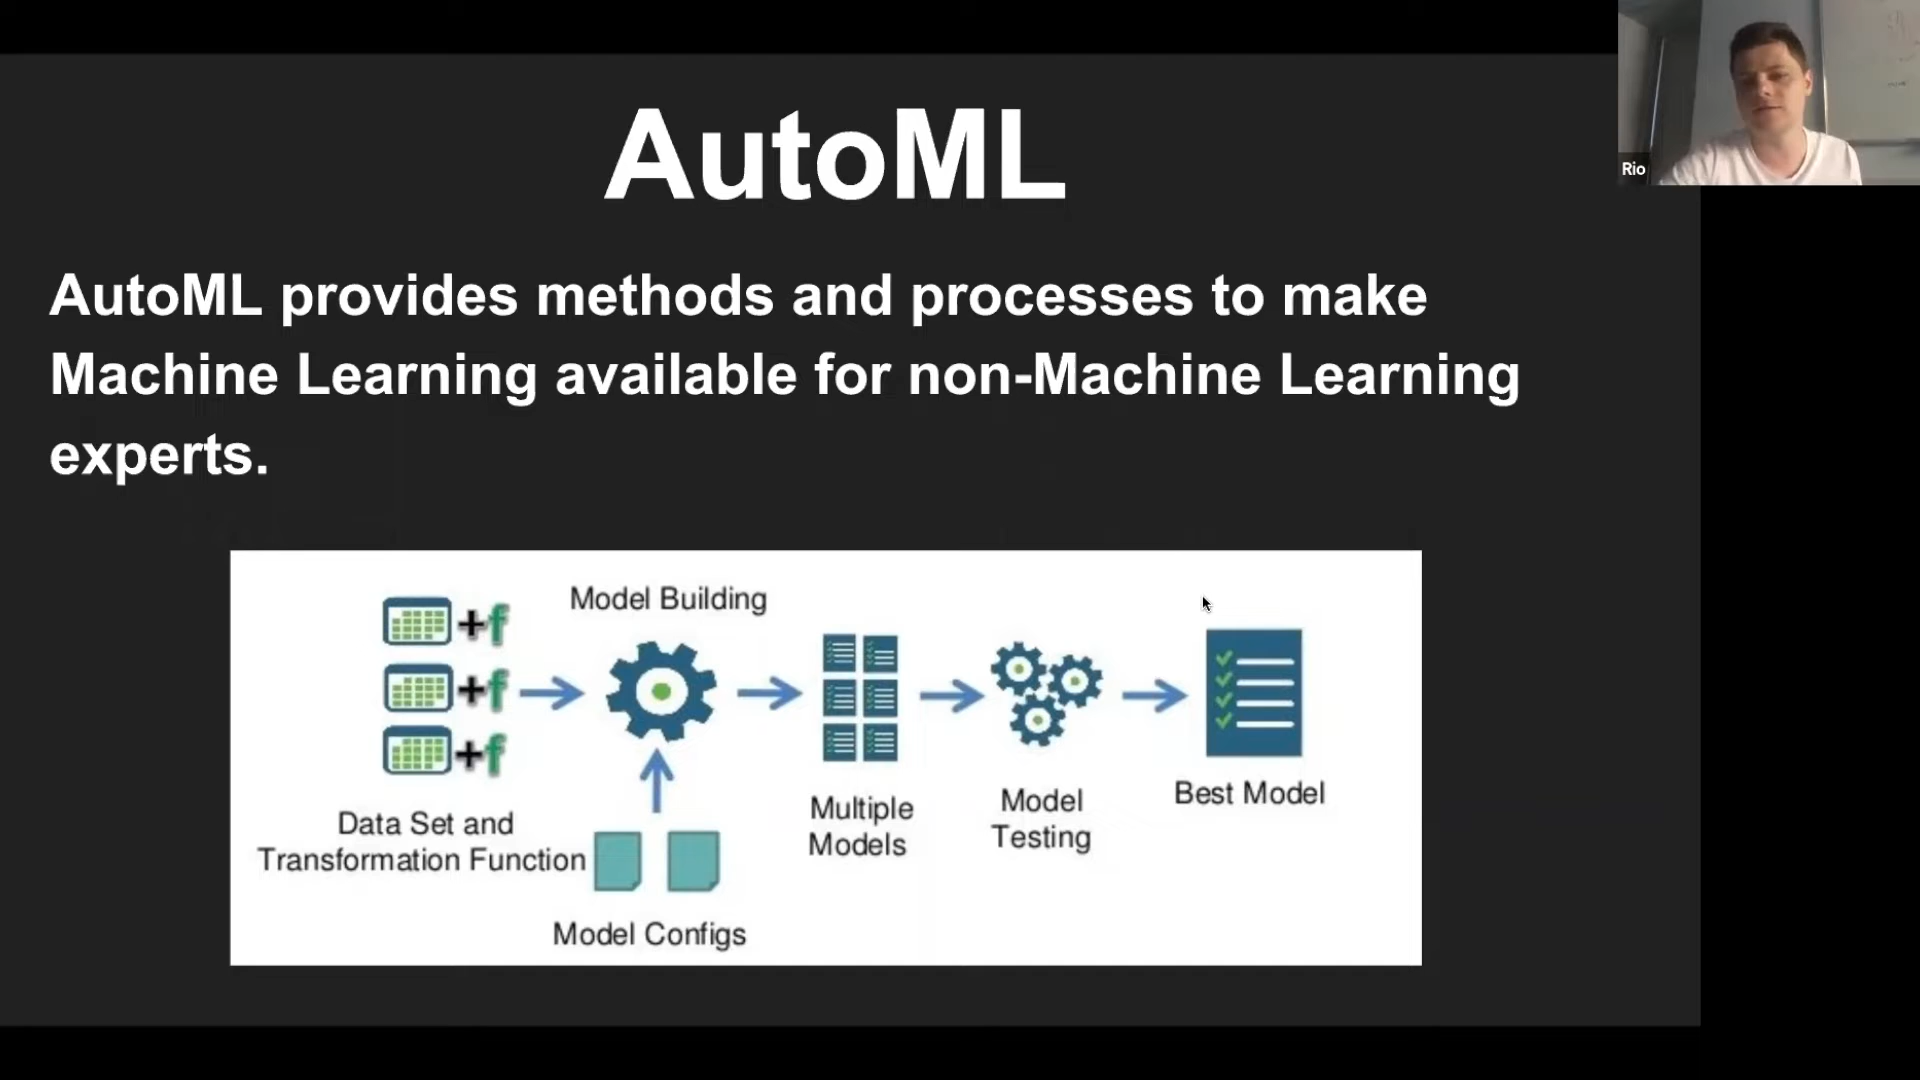 AutoML
Rio
AutoML provides methods and processes to make
Machine Learning available for non-Machine Learning
experts.
Model Building
+f
+f
+f
Data Set and
Transformation Function
Model Configs
Multiple
Models
Model
Testing
Best Model